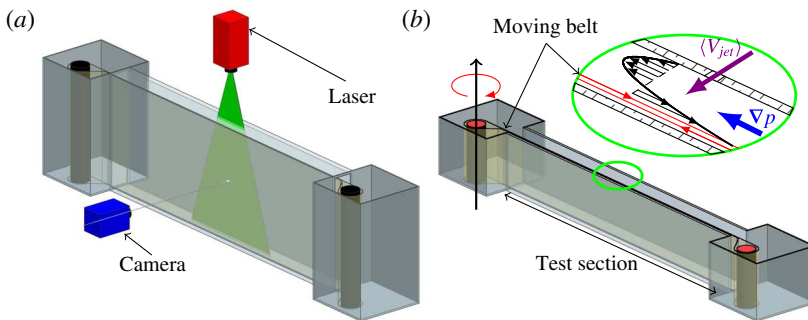 (a)
Laser
Camera
(b)
Moving belt
⟨V_jet⟩
∇p
Test section